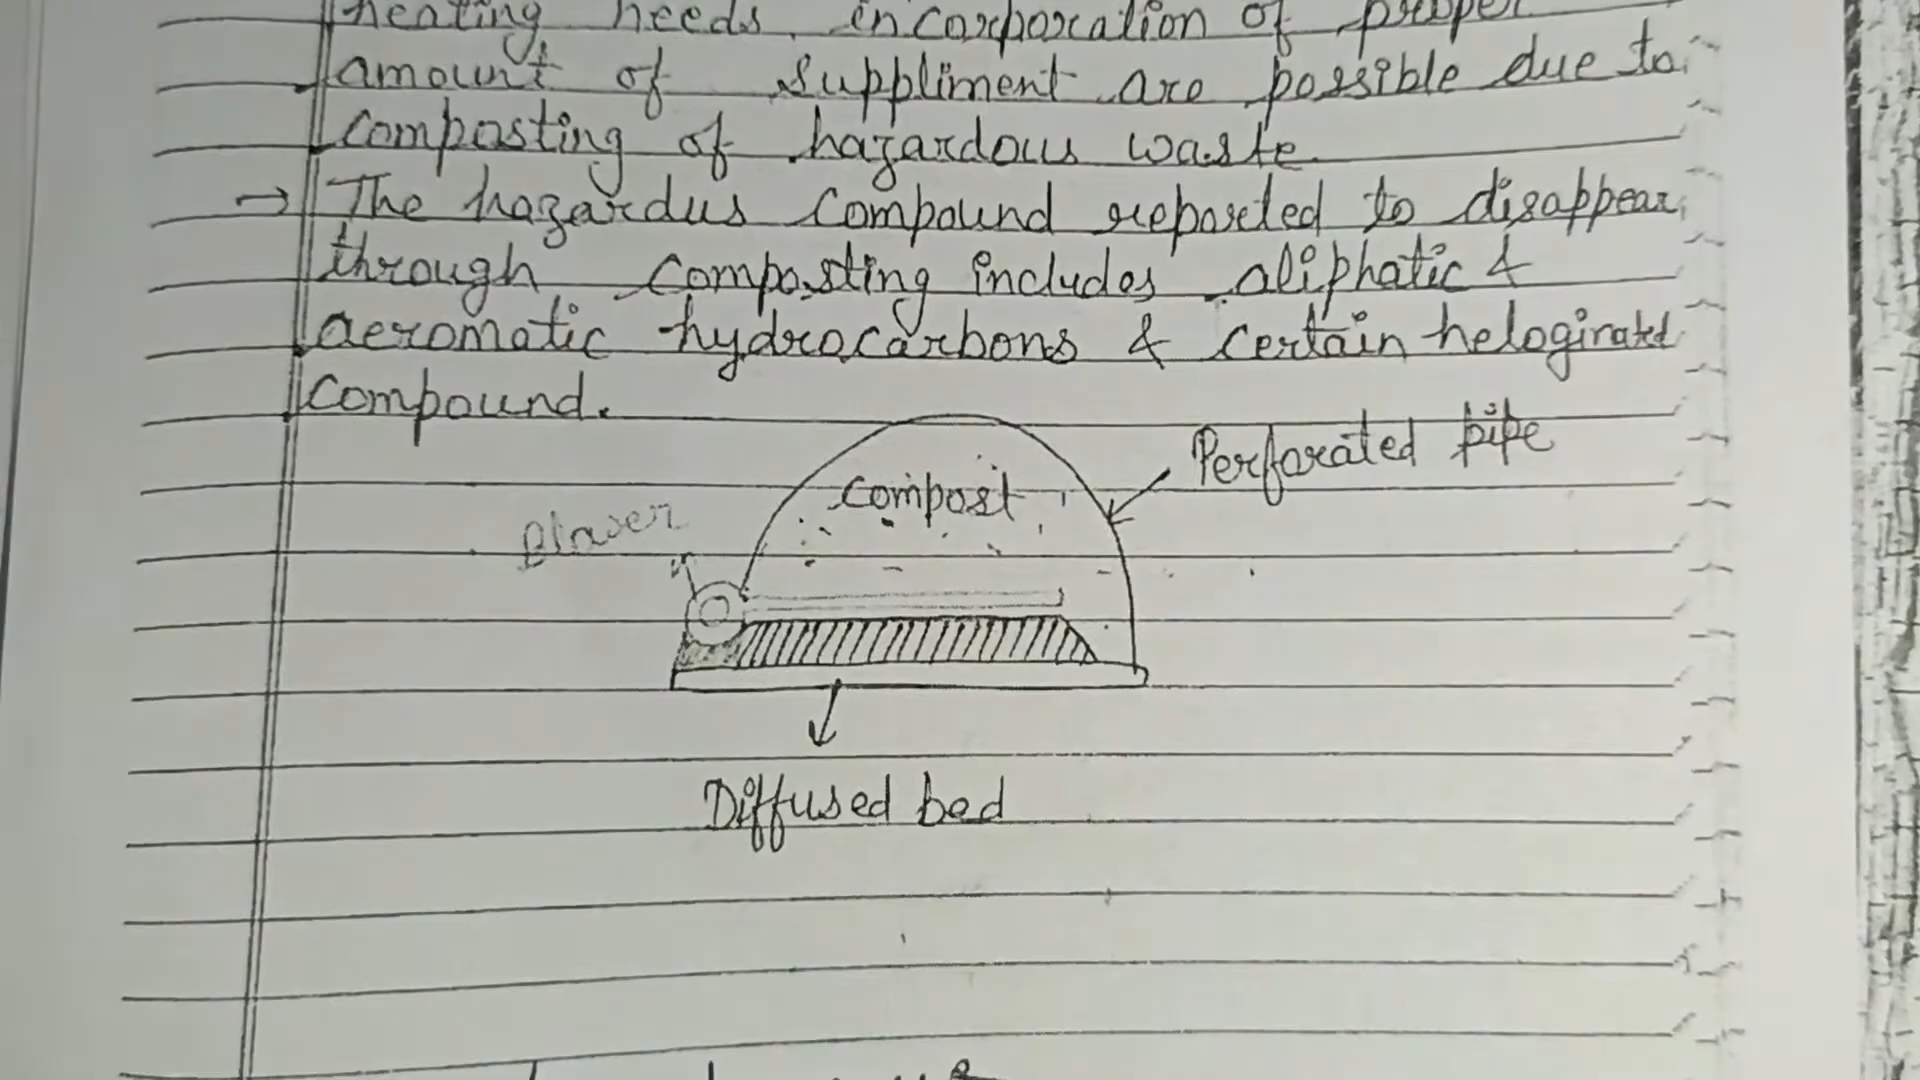 heating needs, incorporation of proper
amount of suppliment are possible due to
composting of hazardous waste.
→ The hazardus compound reported to disappear
through composting includes aliphatic &
aeromatic hydrocarbons & certain helogirated
compound.
Perforated pipe
compost
Blower
Diffused bed